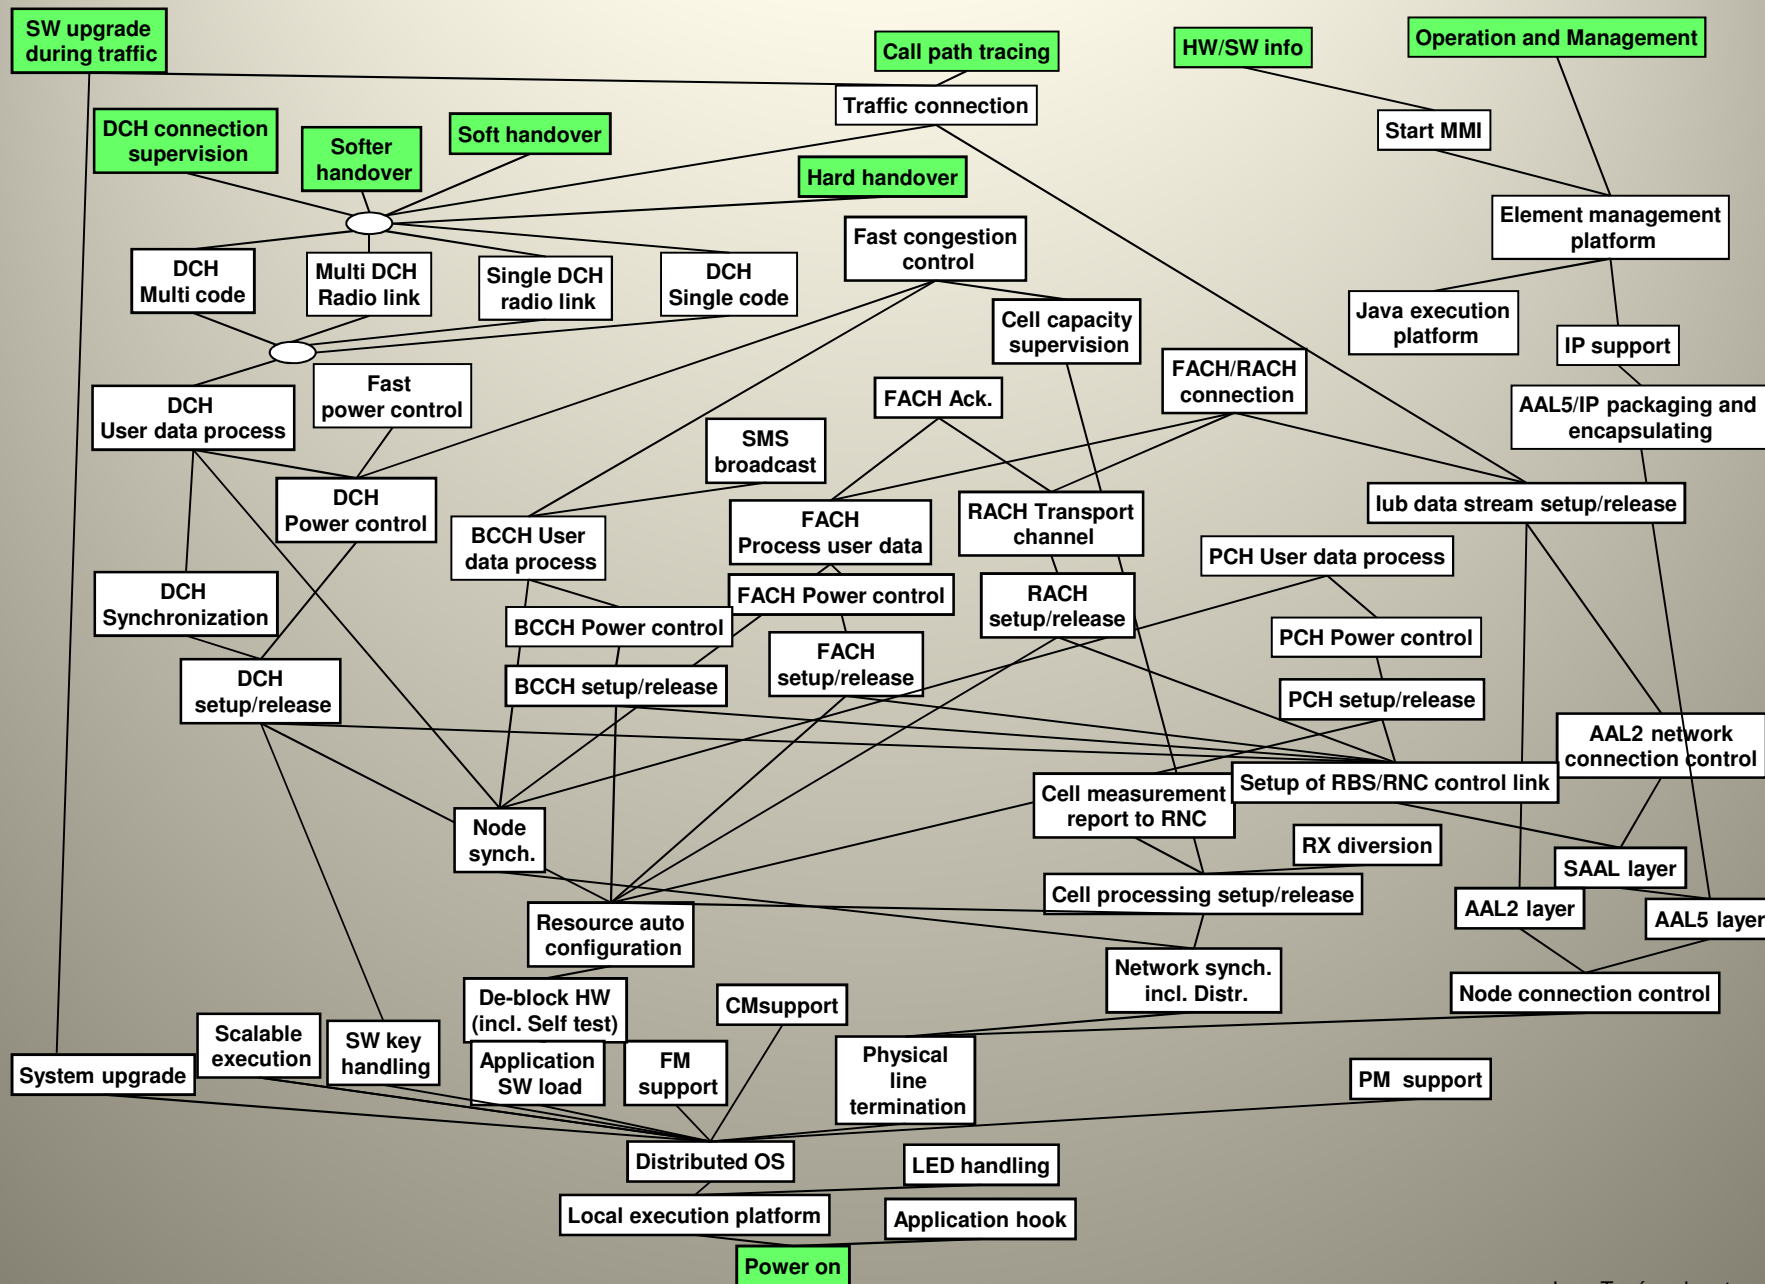 SW upgrade
during traffic
Call path tracing
HW/SW info
Operation and Management
Traffic connection
Start MMI
DCH connection
supervision
Softer
handover
Soft handover
Hard handover
Element management
platform
Fast congestion
control
DCH
Multi code
Multi DCH
Radio link
Single DCH
radio link
DCH
Single code
Java execution
platform
Cell capacity
supervision
IP support
FACH/RACH
connection
Fast
power control
FACH Ack.
DCH
User data process
AAL5/IP packaging and
encapsulating
SMS
broadcast
DCH
Power control
Iub data stream setup/release
RACH Transport
channel
FACH
Process user data
BCCH User
data process
PCH User data process
DCH
Synchronization
FACH Power control
RACH
setup/release
BCCH Power control
PCH Power control
FACH
setup/release
DCH
setup/release
BCCH setup/release
PCH setup/release
AAL2 network
connection control
Setup of RBS/RNC control link
Cell measurement
report to RNC
Node
synch.
RX diversion
SAAL layer
Cell processing setup/release
AAL2 layer
AAL5 layer
Resource auto
configuration
Network synch.
incl. Distr.
Node connection control
De-block HW
(incl. Self test)
CMsupport
Scalable
execution
SW key
handling
Application
SW load
FM
support
Physical
line
termination
System upgrade
PM support
Distributed OS
LED handling
Local execution platform
Application hook
Power on